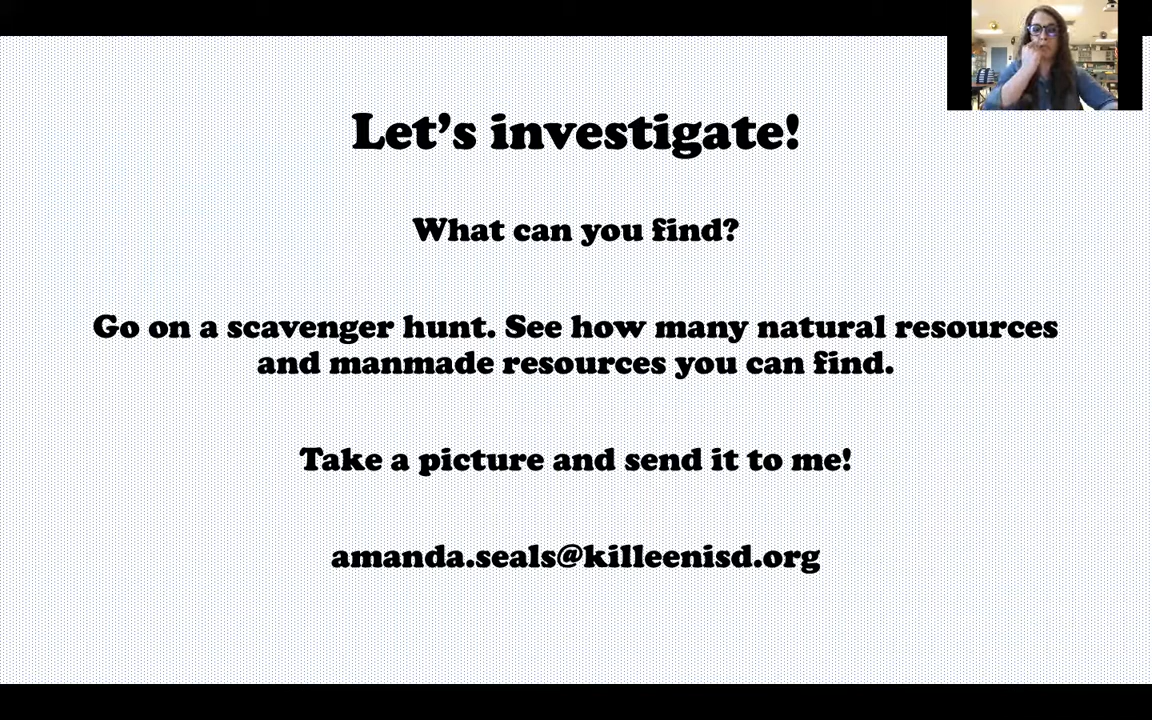 Let’s investigate!
What can you find?
Go on a scavenger hunt. See how many natural resources
and manmade resources you can find.
Take a picture and send it to me!
amanda.seals@killeenisd.org